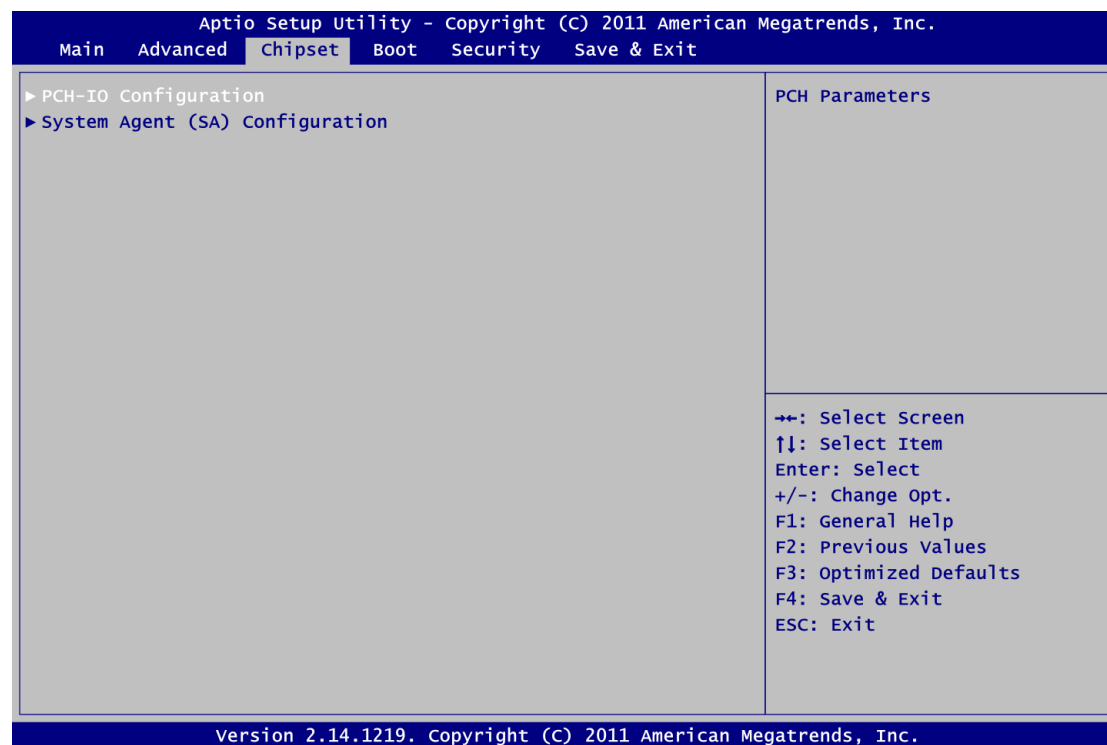 Aptio Setup Utility - Copyright (C) 2011 American Megatrends, Inc.
Main Advanced Chipset Boot Security Save & Exit
► PCH-IO Configuration
► System Agent (SA) Configuration
PCH Parameters
→←: Select Screen
↑↓: Select Item
Enter: Select
+/-: Change Opt.
F1: General Help
F2: Previous Values
F3: Optimized Defaults
F4: Save & Exit
ESC: Exit
Version 2.14.1219. Copyright (C) 2011 American Megatrends, Inc.